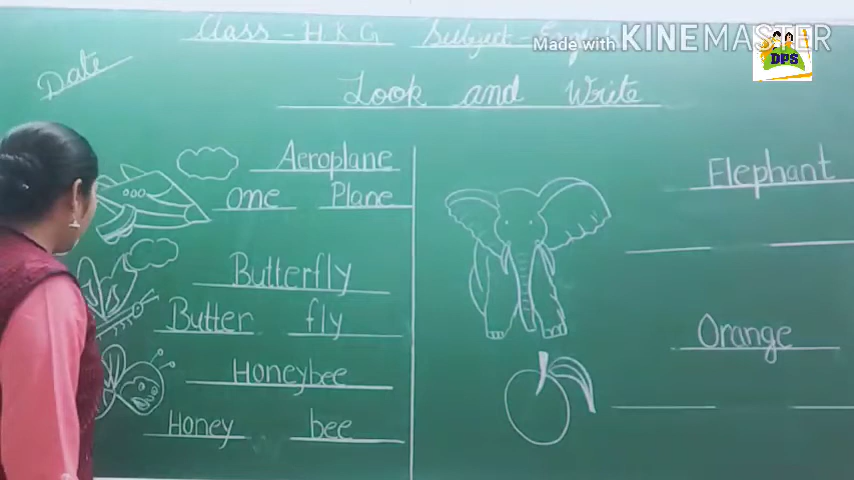 Class - H.K.G Subject - English
Made with KINEMASTER
DPS
Date
Look and Write
Aeroplane
one Plane
Butterfly
Butter fly
Honeybee
Honey bee
Elephant
Orange